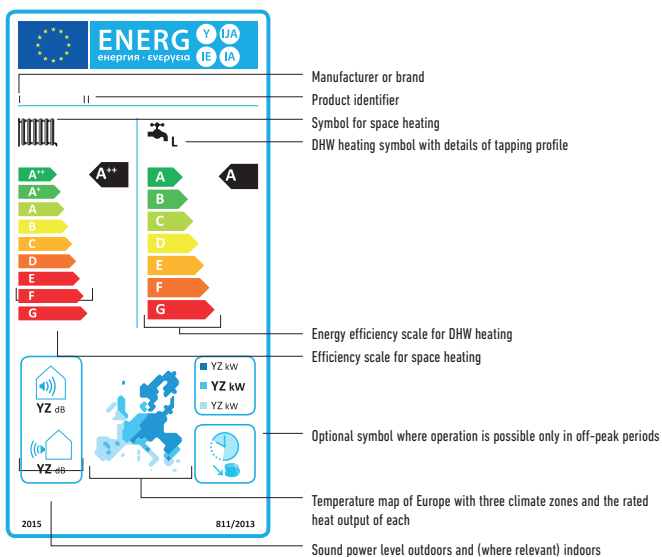 ENERG Y IJA
енергия · ενεργεια IE IA
Manufacturer or brand
I II
Product identifier
Symbol for space heating
L
DHW heating symbol with details of tapping profile
A++
A+
A
B
C
D
E
F
G
A++
A
B
C
D
E
F
G
A
Energy efficiency scale for DHW heating
Efficiency scale for space heating
YZ dB
YZ dB
YZ kW
YZ kW
YZ kW
Optional symbol where operation is possible only in off-peak periods
Temperature map of Europe with three climate zones and the rated
heat output of each
2015
811/2013
Sound power level outdoors and (where relevant) indoors